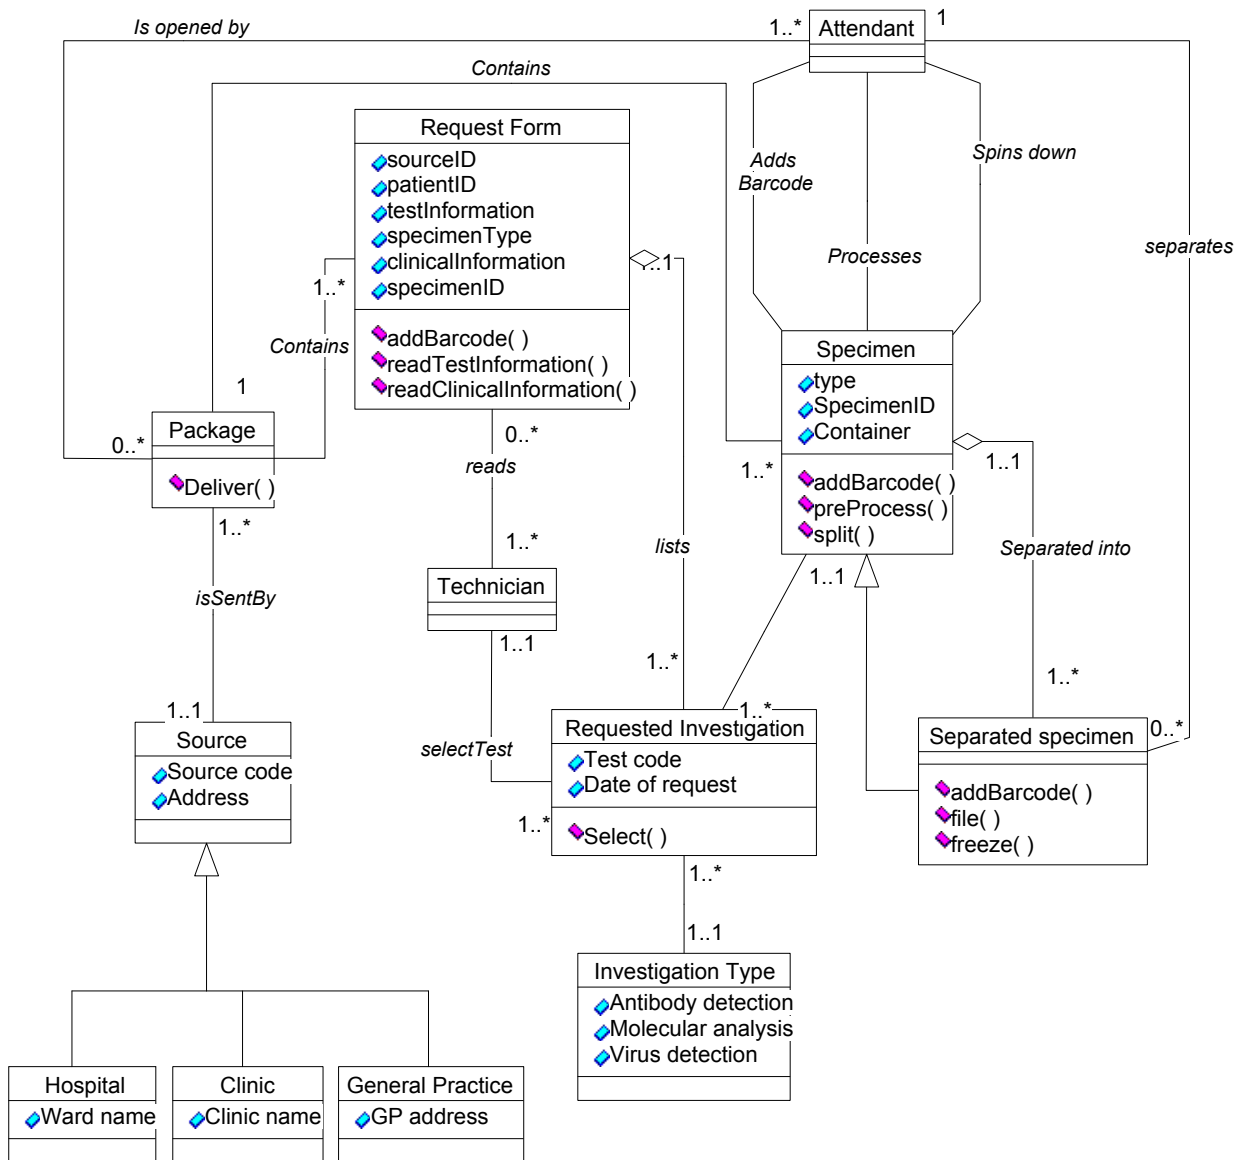 Is opened by
1..*
Attendant
1
Contains
Request Form
sourceID
patientID
testInformation
specimenType
clinicalInformation
specimenID
addBarcode( )
readTestInformation( )
readClinicalInformation( )
Adds
Barcode
Spins down
Processes
separates
1..1
1..*
Contains
1
Package
Deliver( )
0..*
1..*
0..*
reads
1..*
Specimen
type
SpecimenID
Container
addBarcode( )
preProcess( )
split( )
1..*
1..1
Separated into
lists
1..1
isSentBy
Technician
1..1
1..*
1..*
1..1
Source
Source code
Address
selectTest
1..*
Requested Investigation
Test code
Date of request
Select( )
1..*
0..*
Separated specimen
addBarcode( )
file( )
freeze( )
1..*
1..1
Investigation Type
Antibody detection
Molecular analysis
Virus detection
Hospital
Ward name
Clinic
Clinic name
General Practice
GP address